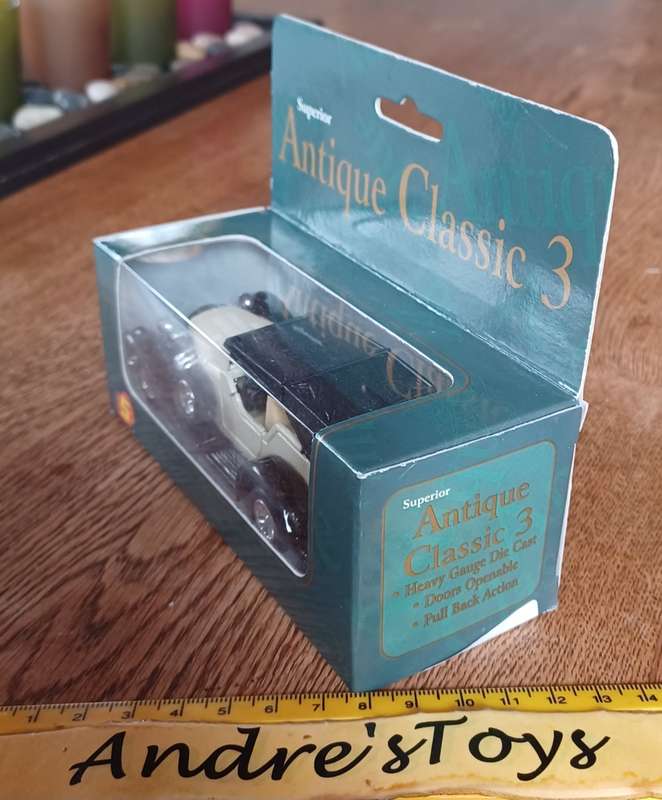 Superior
Antique Classic 3
Superior
Antique
Classic 3
• Heavy Gauge Die Cast
• Doors Openable
• Pull Back Action
1 2 3 4 5 6 7 8 9 10 11 12 13 14
Andre'sToys